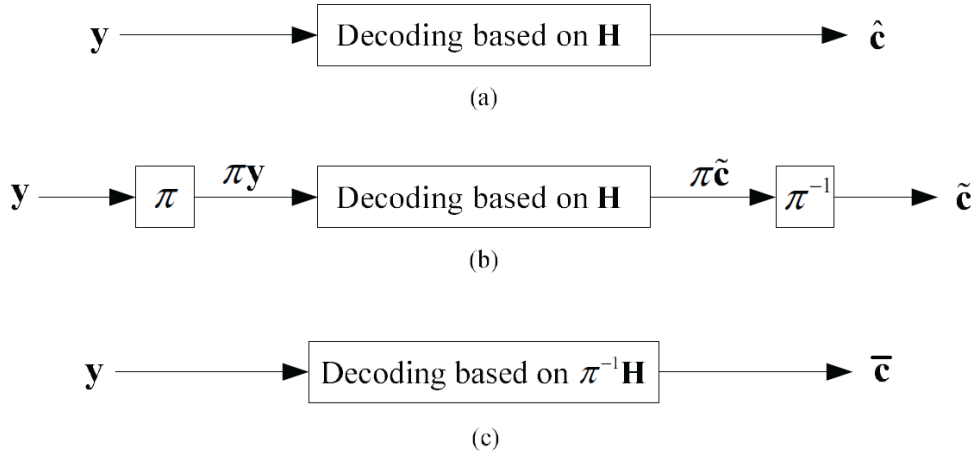 y Decoding based on H ĉ
(a)
y π πy Decoding based on H πc̃ π⁻¹ c̃
(b)
y Decoding based on π⁻¹H c̄
(c)